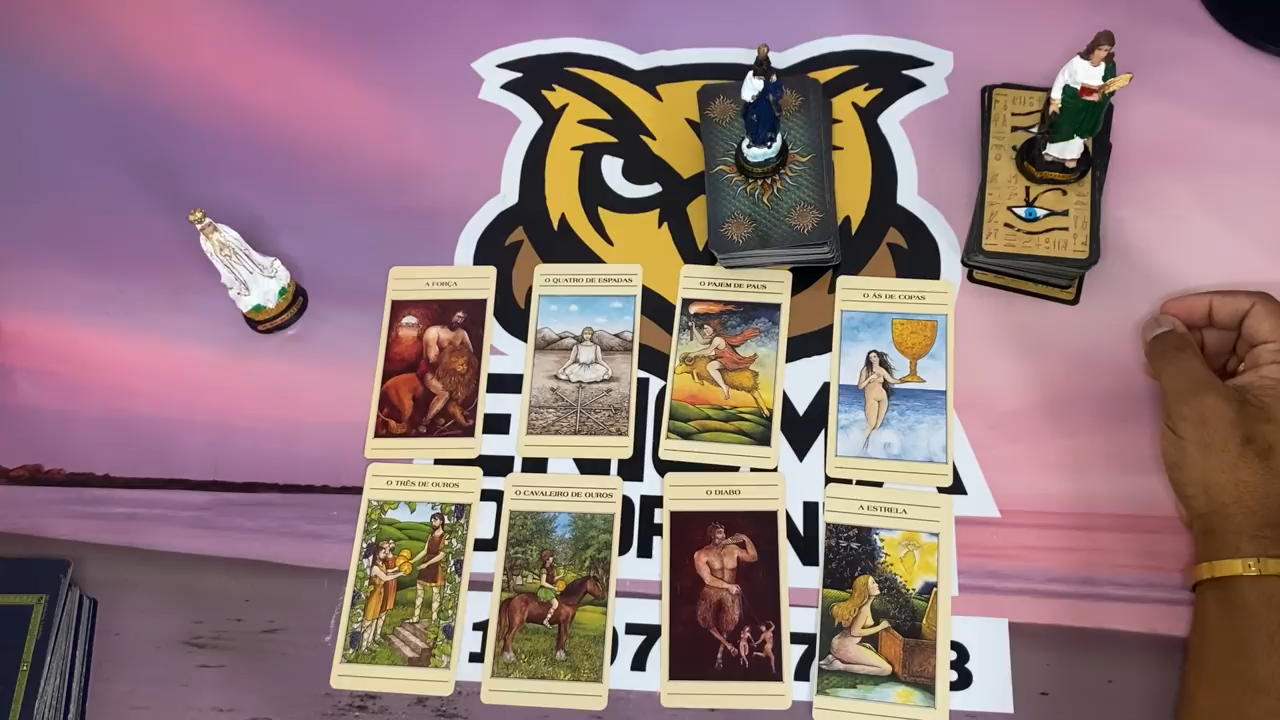 A FORÇA
O QUATRO DE ESPADAS
O PAJEM DE PAUS
O ÁS DE COPAS
O TRÊS DE OUROS
O CAVALEIRO DE OUROS
O DIABO
A ESTRELA